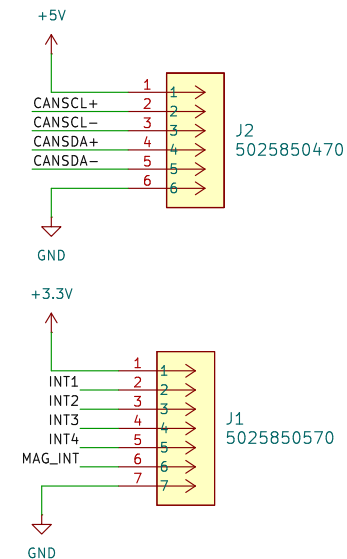 +5V
1 1
CANSCL+ 2 2
CANSCL- 3 3
CANSDA+ 4 4
CANSDA- 5 5
6 6
J2
5025850470
GND
+3.3V
1 1
INT1 2 2
INT2 3 3
INT3 4 4
INT4 5 5
MAG_INT 6 6
7 7
J1
5025850570
GND